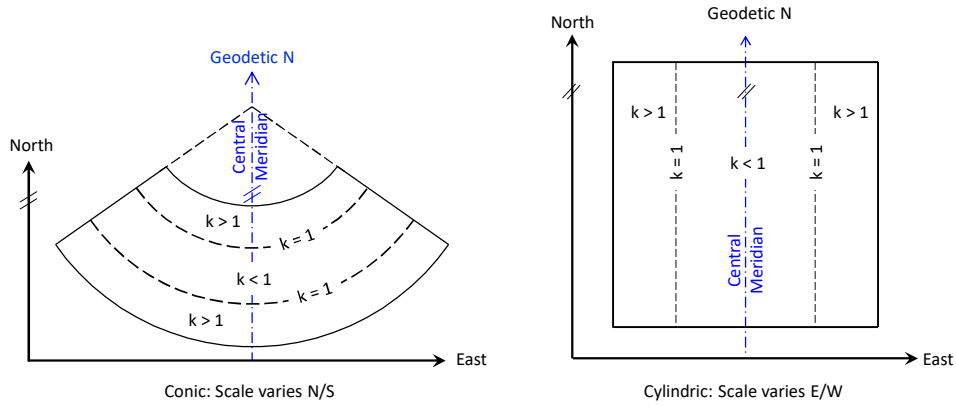 Geodetic N
North
Central
Meridian
k > 1
k = 1
k < 1
k = 1
k > 1
East
Conic: Scale varies N/S
Geodetic N
North
k > 1
k > 1
k = 1
k < 1
k = 1
Central
Meridian
East
Cylindric: Scale varies E/W